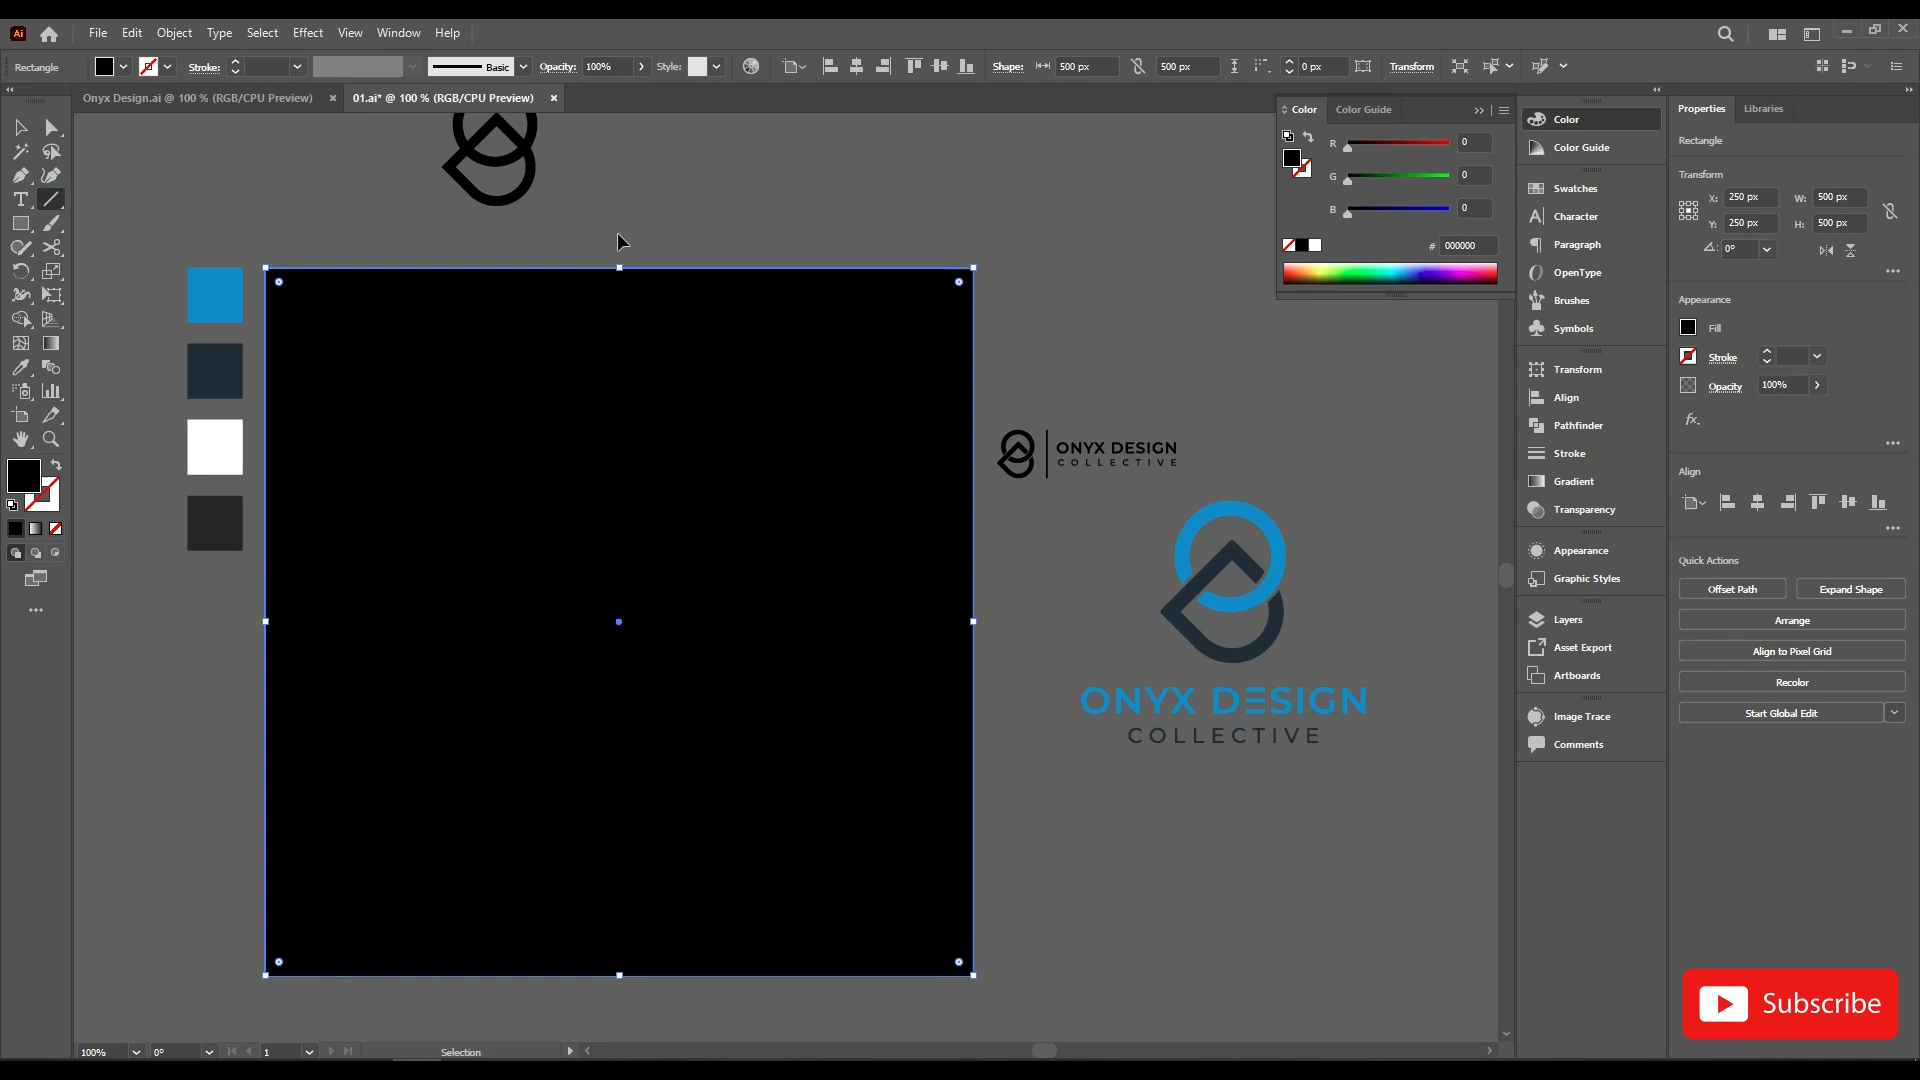 Ai File Edit Object Type Select Effect View Window Help
Rectangle Stroke: Basic Opacity: 100% Style: Shape: 500 px 500 px 0 px Transform
Onyx Design.ai @ 100 % (RGB/CPU Preview) × 01.ai* @ 100 % (RGB/CPU Preview) ×
Color Color Guide
R 0
G 0
B 0
# 000000
ONYX DESIGN
COLLECTIVE
ONYX DESIGN
COLLECTIVE
Color
Color Guide
Swatches
Character
Paragraph
OpenType
Brushes
Symbols
Transform
Align
Pathfinder
Stroke
Gradient
Transparency
Appearance
Graphic Styles
Layers
Asset Export
Artboards
Image Trace
Comments
Properties Libraries
Rectangle
Transform
X: 250 px W: 500 px
Y: 250 px H: 500 px
0°
Appearance
Fill
Stroke
Opacity 100%
fx.
Align
Quick Actions
Offset Path Expand Shape
Arrange
Align to Pixel Grid
Recolor
Start Global Edit
Subscribe
100% 0° 1 Selection